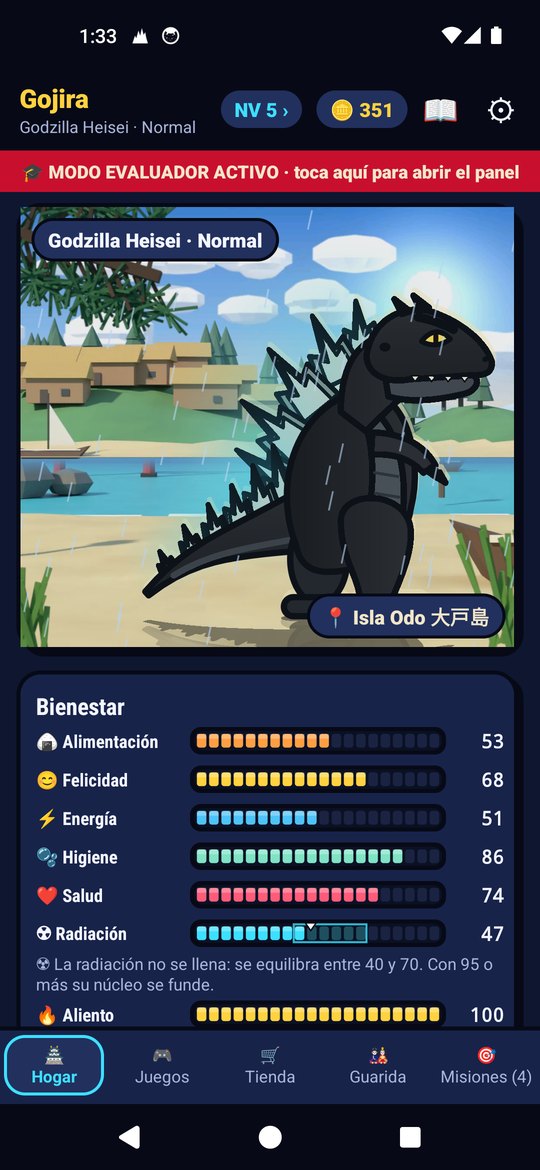 1:33
Gojira
Godzilla Heisei · Normal
NV 5 ›
351
MODO EVALUADOR ACTIVO · toca aquí para abrir el panel
Godzilla Heisei · Normal
Isla Odo 大戸島
Bienestar
Alimentación 53
Felicidad 68
Energía 51
Higiene 86
Salud 74
Radiación 47
La radiación no se llena: se equilibra entre 40 y 70. Con 95 o
más su núcleo se funde.
Aliento 100
Hogar
Juegos
Tienda
Guarida
Misiones (4)